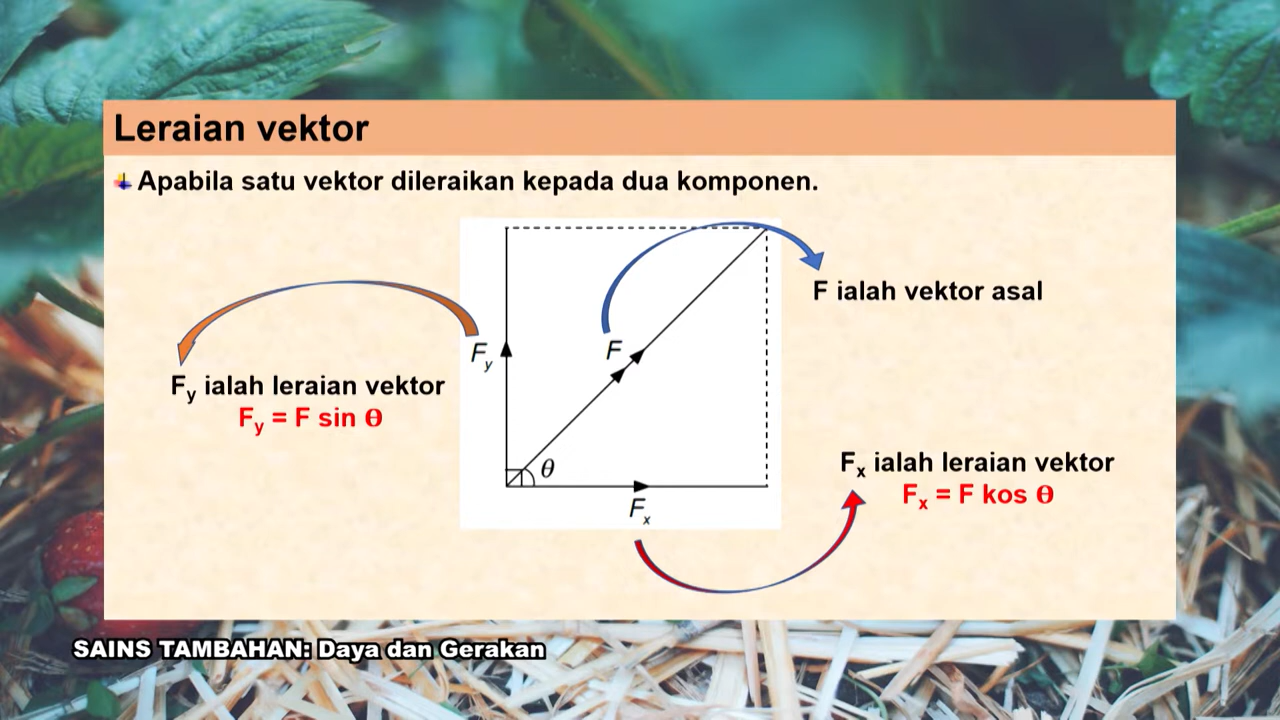 Leraian vektor
Apabila satu vektor dileraikan kepada dua komponen.
F ialah vektor asal
F
Fy
Fy ialah leraian vektor
Fy = F sin θ
θ
Fx ialah leraian vektor
Fx = F kos θ
Fx
SAINS TAMBAHAN: Daya dan Gerakan